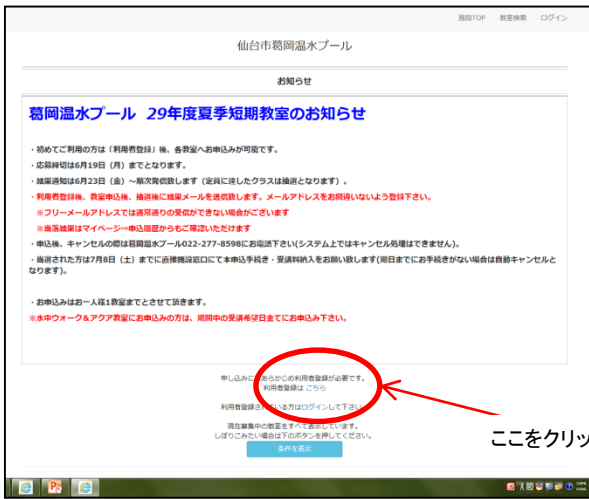 施設TOP 教室検索 ログイン
仙台市葛岡温水プール
お知らせ
葛岡温水プール 29年度夏季短期教室のお知らせ
・初めてご利用の方は「利用者登録」後、各教室へお申込みが可能です。
・応募締切は6月19日（月）までとなります。
・結果通知は6月23日（金）～順次発信致します（定員に達したクラスは抽選となります）。
・利用者登録後、教室申込後、抽選後に結果メールを送信致します。メールアドレスをお間違いないよう登録下さい。
※フリーメールアドレスでは通常通りの受信ができない場合がございます
※当落結果はマイページ⇒申込履歴からもご確認いただけます
・申込後、キャンセルの際は葛岡温水プール022-277-8598にお電話下さい(システム上ではキャンセル処理はできません)。
・当選された方は7月8日（土）までに直接施設窓口にて本申込手続き・受講料納入をお願い致します(期日までにお手続きがない場合は自動キャンセルと
なります)。
・お申込みはお一人様1教室までとさせて頂きます。
※水中ウォーク＆アクア教室にお申込みの方は、期間中の受講希望日全てにお申込み下さい。
申し込みに あらかじめ利用者登録が必要です。
利用者登録は こちら
利用者登録されている方はログインして下さい
現在募集中の教室をすべて表示しています。
しぼりこみたい場合は下のボタンを押してください。
条件を表示
ここをクリッ